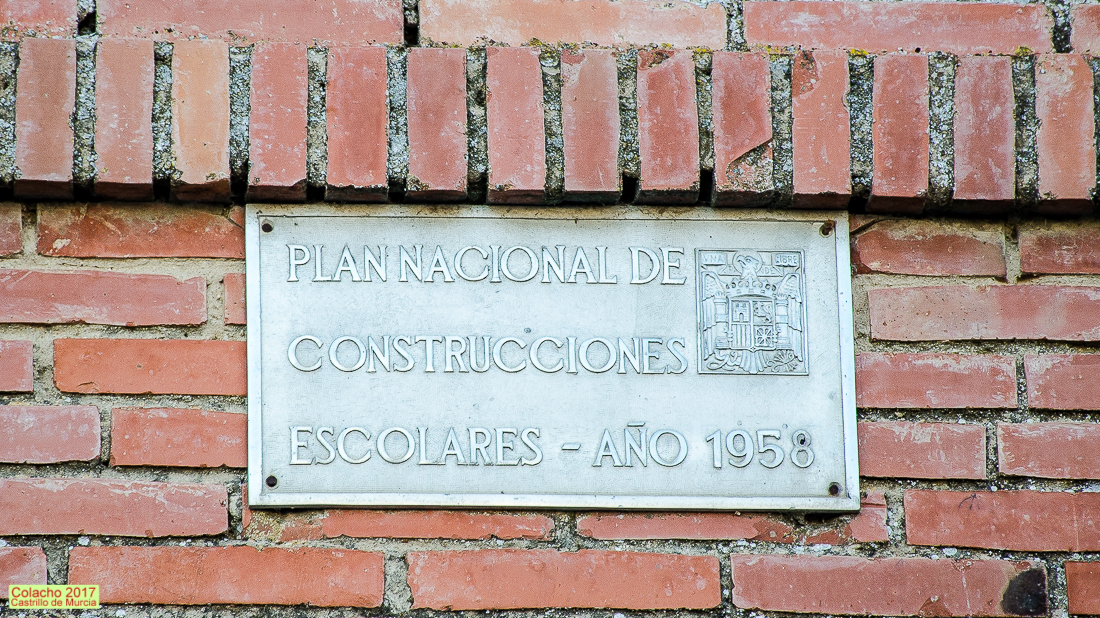 PLAN NACIONAL DE
CONSTRUCCIONES
ESCOLARES - AÑO 1958
Colacho 2017
Castrillo de Murcia